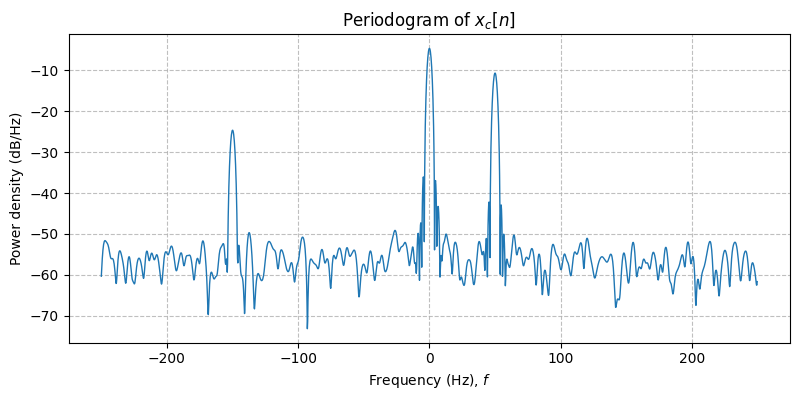 Periodogram of $x_c[n]$
Power density (dB/Hz)
−10
−20
−30
−40
−50
−60
−70
−200 −100 0 100 200
Frequency (Hz), $f$